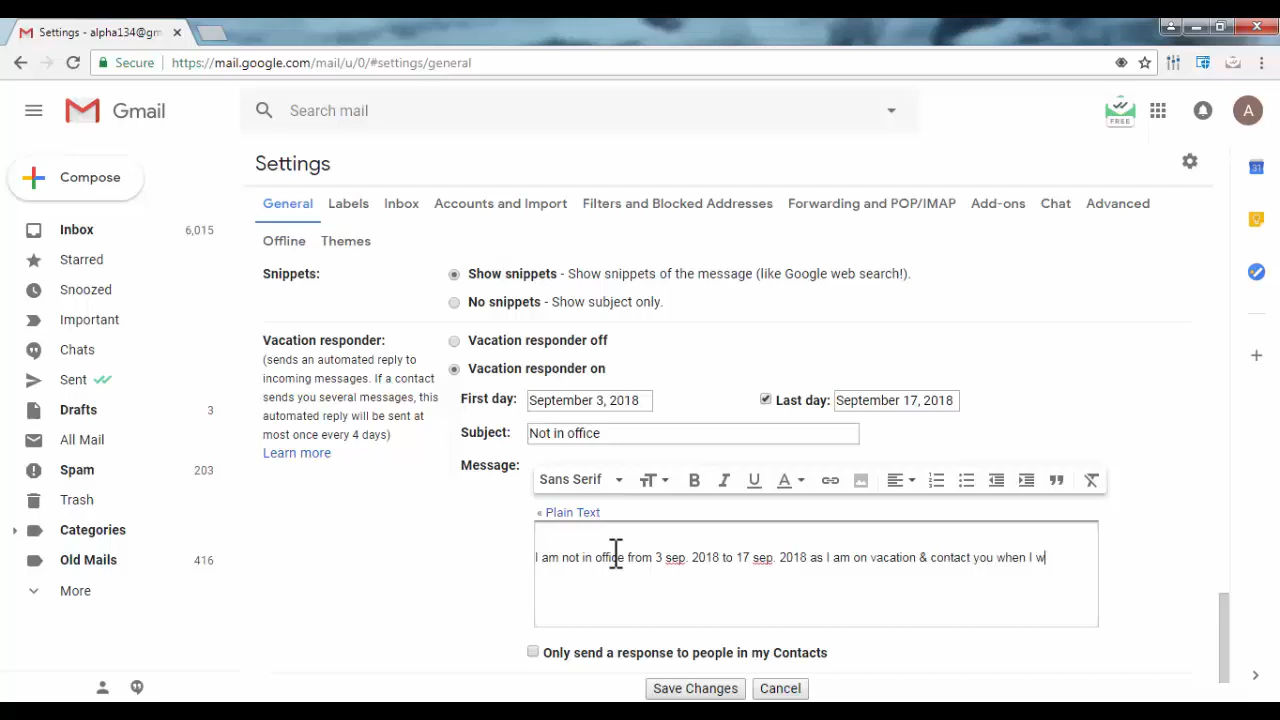 Settings - alpha134@gm
Secure
https://mail.google.com/mail/u/0/#settings/general
Gmail
Search mail
FREE
A
Compose
Settings
31
General Labels Inbox Accounts and Import Filters and Blocked Addresses Forwarding and POP/IMAP Add-ons Chat Advanced
Offline Themes
Inbox 6,015
Starred
Snoozed
Important
Chats
Sent
Drafts 3
All Mail
Spam 203
Trash
Categories
Old Mails 416
More
Snippets:
Show snippets - Show snippets of the message (like Google web search!).
No snippets - Show subject only.
Vacation responder:
(sends an automated reply to
incoming messages. If a contact
sends you several messages, this
automated reply will be sent at
most once every 4 days)
Learn more
Vacation responder off
Vacation responder on
First day: September 3, 2018 Last day: September 17, 2018
Subject: Not in office
Message:
Sans Serif
« Plain Text
I am not in office from 3 sep. 2018 to 17 sep. 2018 as I am on vacation & contact you when I w
Only send a response to people in my Contacts
Save Changes Cancel